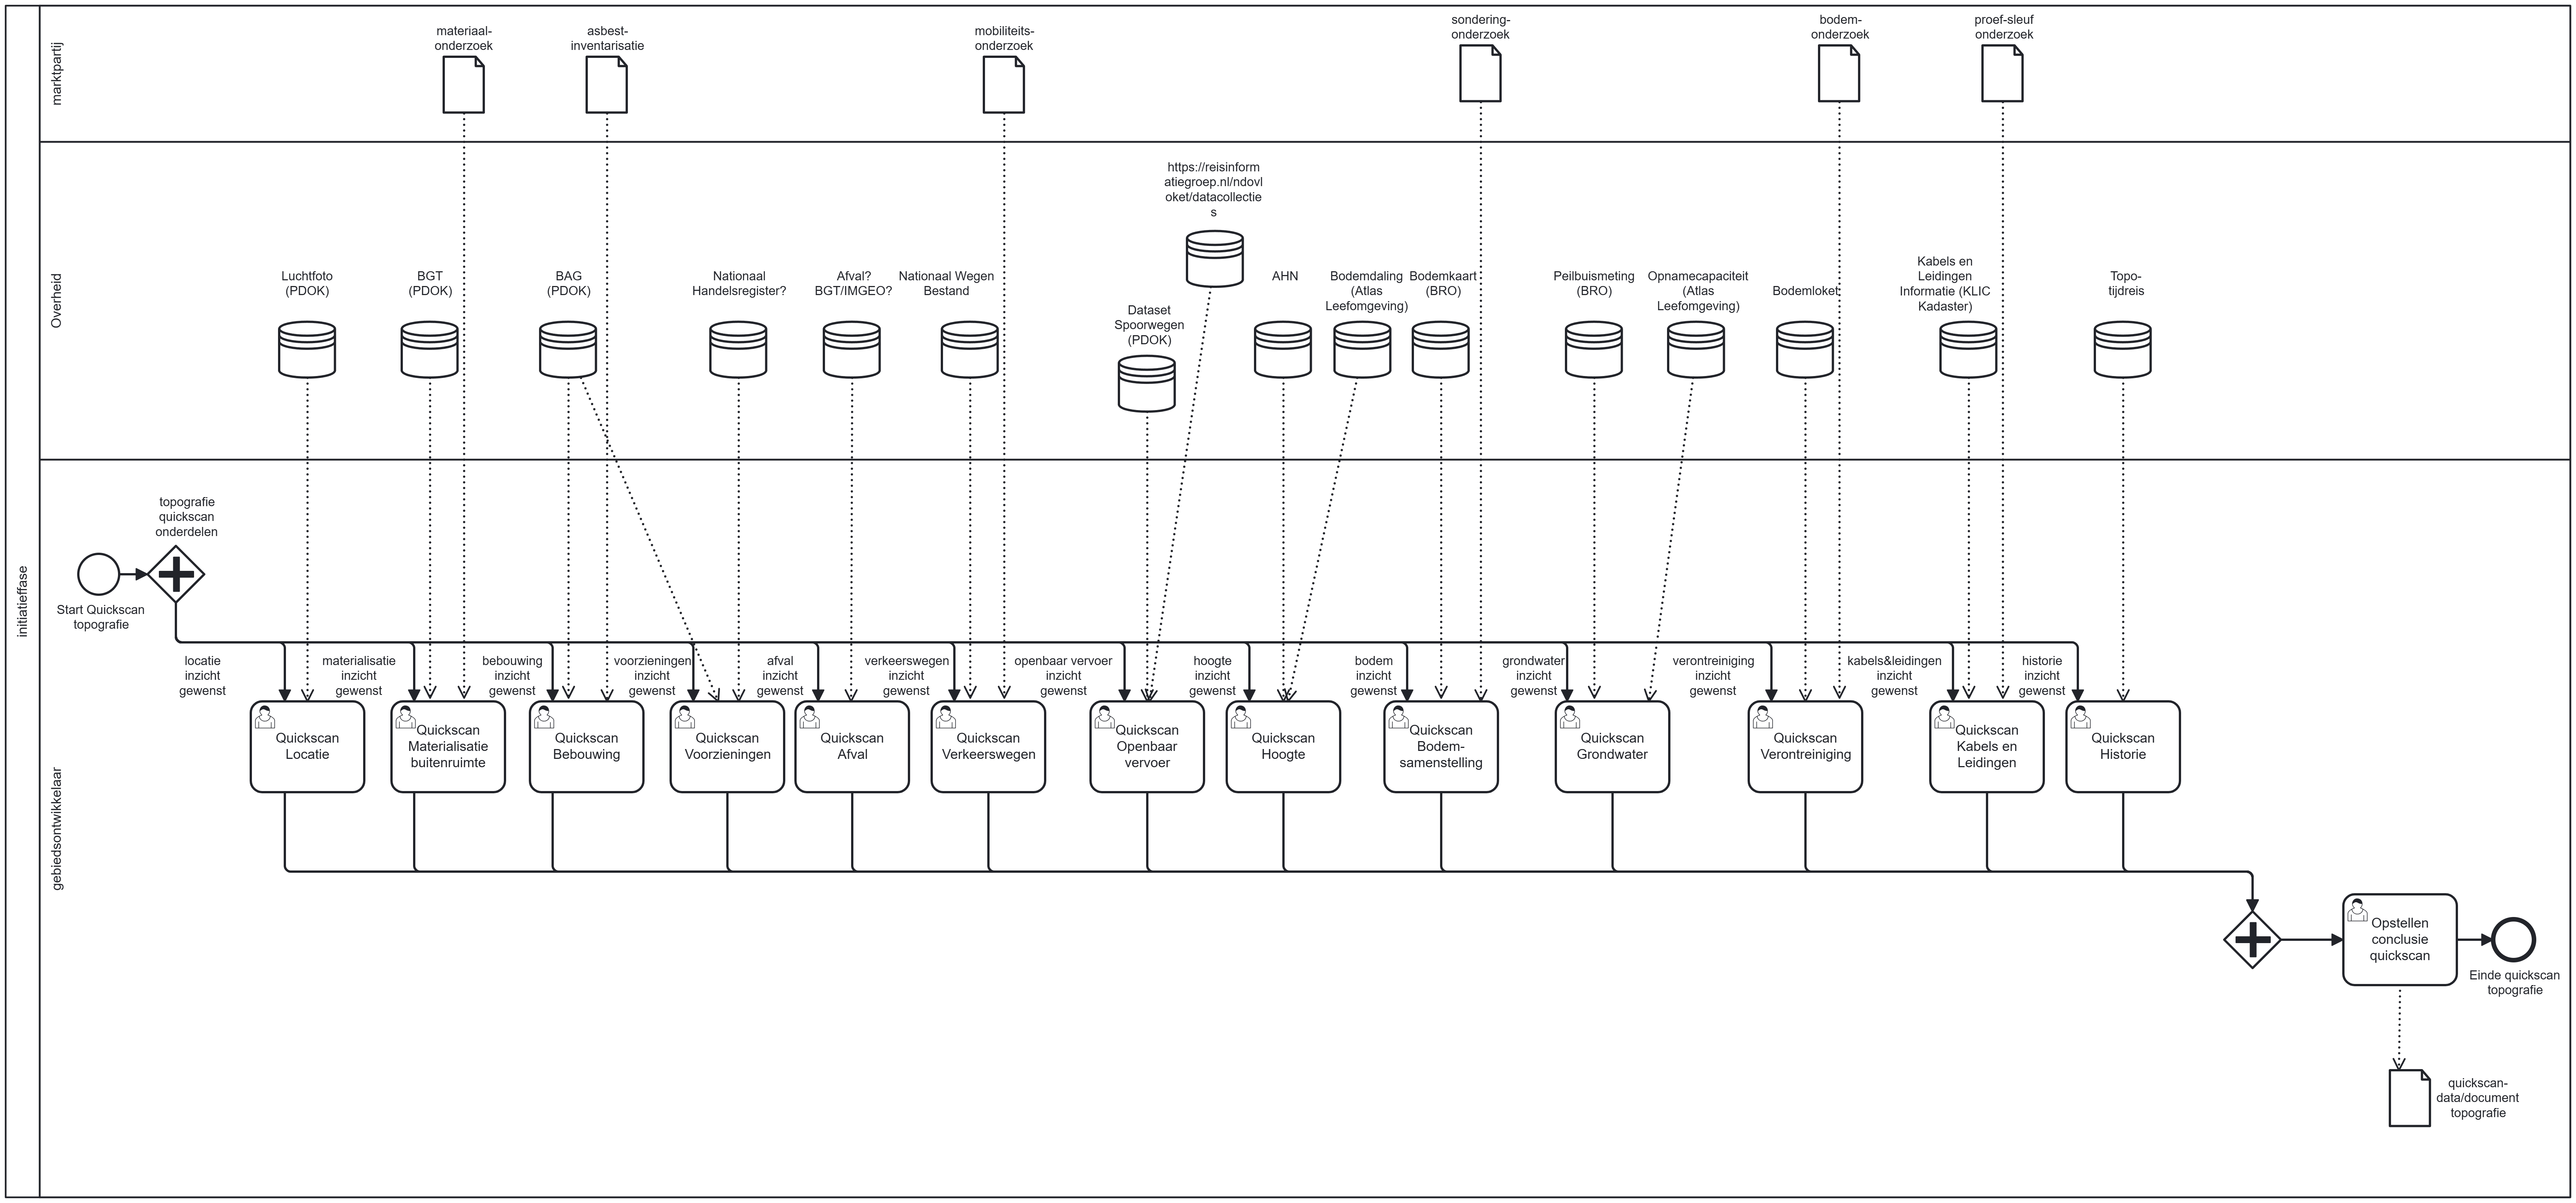 initiatieffase
marktpartij
materiaal-
onderzoek
asbest-
inventarisatie
mobiliteits-
onderzoek
sondering-
onderzoek
bodem-
onderzoek
proef-sleuf
onderzoek
Overheid
Luchtfoto
(PDOK)
BGT
(PDOK)
BAG
(PDOK)
Nationaal
Handelsregister?
Afval?
BGT/IMGEO?
Nationaal Wegen
Bestand
Dataset
Spoorwegen
(PDOK)
https://reisinform
atiegroep.nl/ndovl
oket/datacollectie
s
AHN
Bodemdaling
(Atlas
Leefomgeving)
Bodemkaart
(BRO)
Peilbuismeting
(BRO)
Opnamecapaciteit
(Atlas
Leefomgeving)
Bodemloket
Kabels en
Leidingen
Informatie (KLIC
Kadaster)
Topo-
tijdreis
gebiedsontwikkelaar
Start Quickscan
topografie
topografie
quickscan
onderdelen
locatie
inzicht
gewenst
materialisatie
inzicht
gewenst
bebouwing
inzicht
gewenst
voorzieningen
inzicht
gewenst
afval
inzicht
gewenst
verkeerswegen
inzicht
gewenst
openbaar vervoer
inzicht
gewenst
hoogte
inzicht
gewenst
bodem
inzicht
gewenst
grondwater
inzicht
gewenst
verontreiniging
inzicht
gewenst
kabels&leidingen
inzicht
gewenst
historie
inzicht
gewenst
Quickscan
Locatie
Quickscan
Materialisatie
buitenruimte
Quickscan
Bebouwing
Quickscan
Voorzieningen
Quickscan
Afval
Quickscan
Verkeerswegen
Quickscan
Openbaar
vervoer
Quickscan
Hoogte
Quickscan
Bodem-
samenstelling
Quickscan
Grondwater
Quickscan
Verontreiniging
Quickscan
Kabels en
Leidingen
Quickscan
Historie
Opstellen
conclusie
quickscan
Einde quickscan
topografie
quickscan-
data/document
topografie